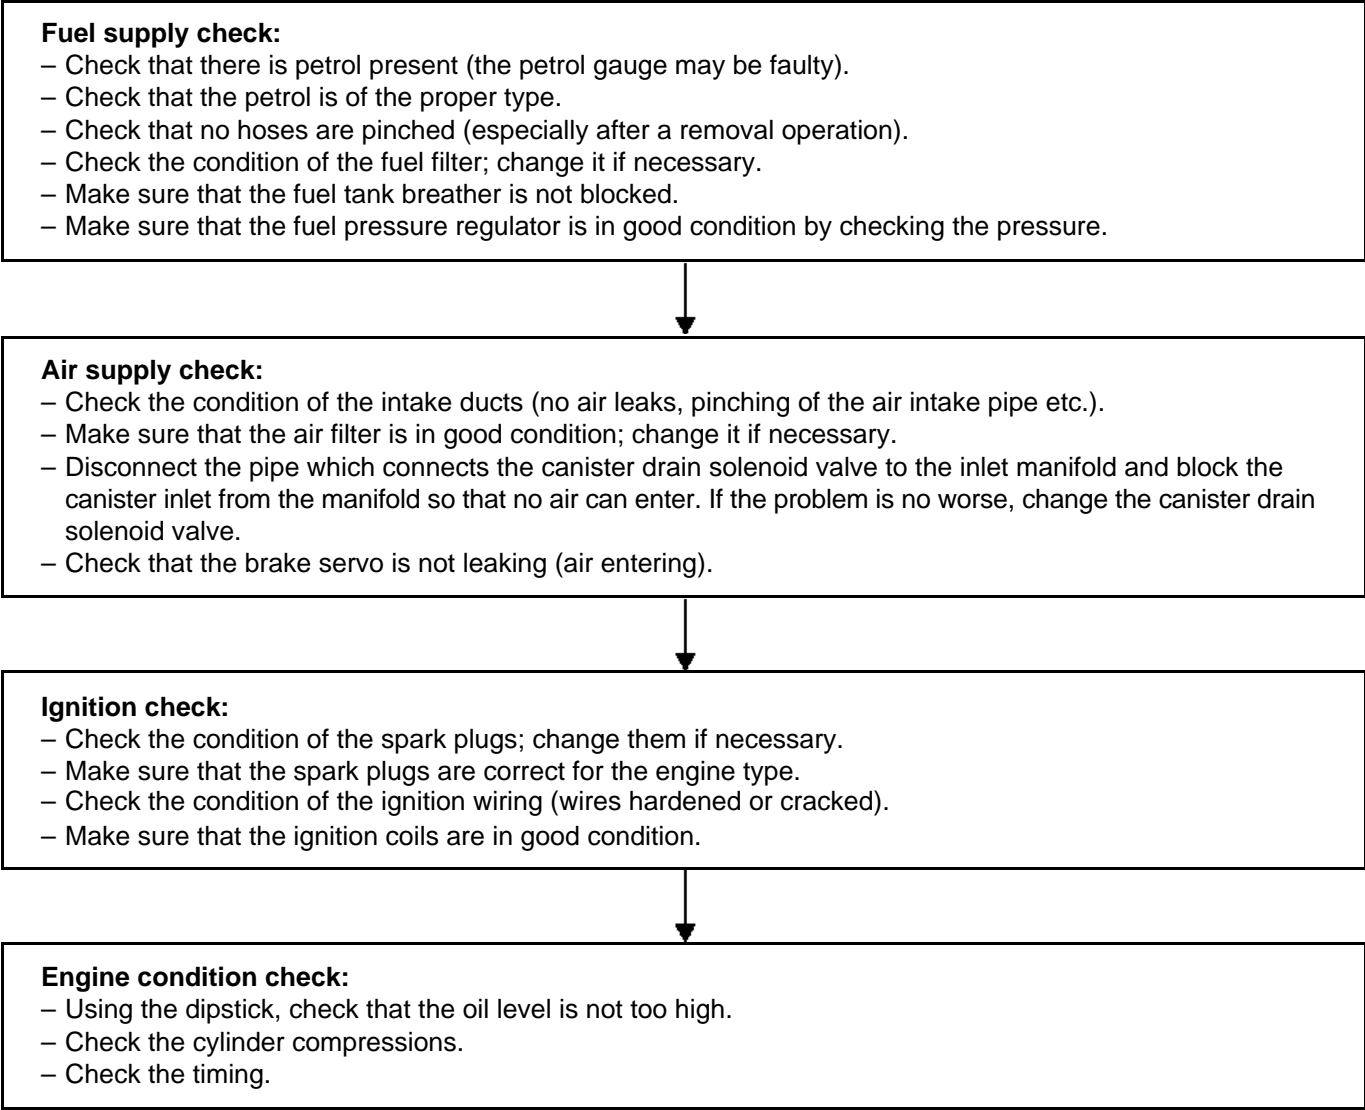 Fuel supply check:
– Check that there is petrol present (the petrol gauge may be faulty).
– Check that the petrol is of the proper type.
– Check that no hoses are pinched (especially after a removal operation).
– Check the condition of the fuel filter; change it if necessary.
– Make sure that the fuel tank breather is not blocked.
– Make sure that the fuel pressure regulator is in good condition by checking the pressure.
Air supply check:
– Check the condition of the intake ducts (no air leaks, pinching of the air intake pipe etc.).
– Make sure that the air filter is in good condition; change it if necessary.
– Disconnect the pipe which connects the canister drain solenoid valve to the inlet manifold and block the
canister inlet from the manifold so that no air can enter. If the problem is no worse, change the canister drain
solenoid valve.
– Check that the brake servo is not leaking (air entering).
Ignition check:
– Check the condition of the spark plugs; change them if necessary.
– Make sure that the spark plugs are correct for the engine type.
– Check the condition of the ignition wiring (wires hardened or cracked).
– Make sure that the ignition coils are in good condition.
Engine condition check:
– Using the dipstick, check that the oil level is not too high.
– Check the cylinder compressions.
– Check the timing.